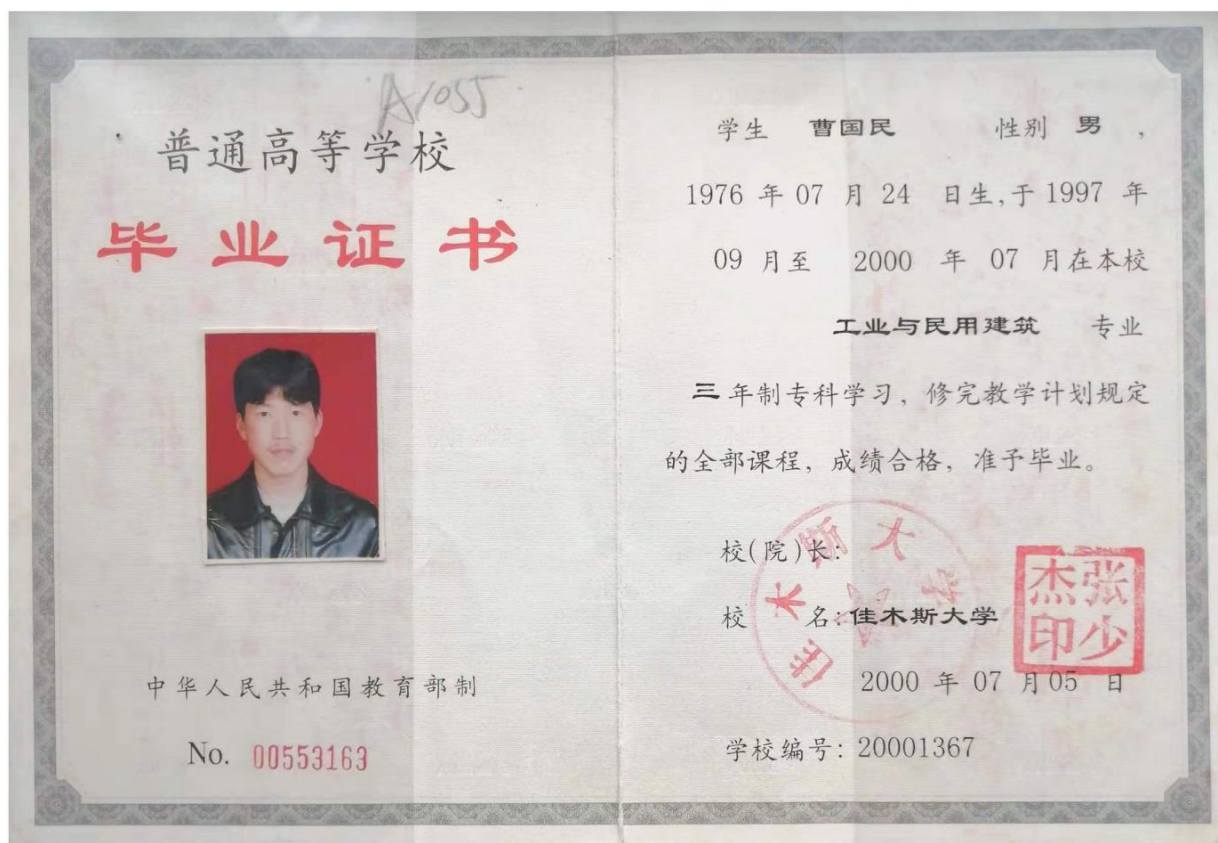 A1055
普通高等学校
毕业证书
中华人民共和国教育部制
No. 00553163
学生 曹国民 性别 男 ,
1976 年 07 月 24 日生,于 1997 年
09 月至 2000 年 07 月在本校
工业与民用建筑 专业
三 年制专科学习，修完教学计划规定
的全部课程，成绩合格，准予毕业。
校(院)长:
张少杰印
校 名:佳木斯大学
佳木斯大学
2000 年 07 月 05 日
学校编号: 20001367